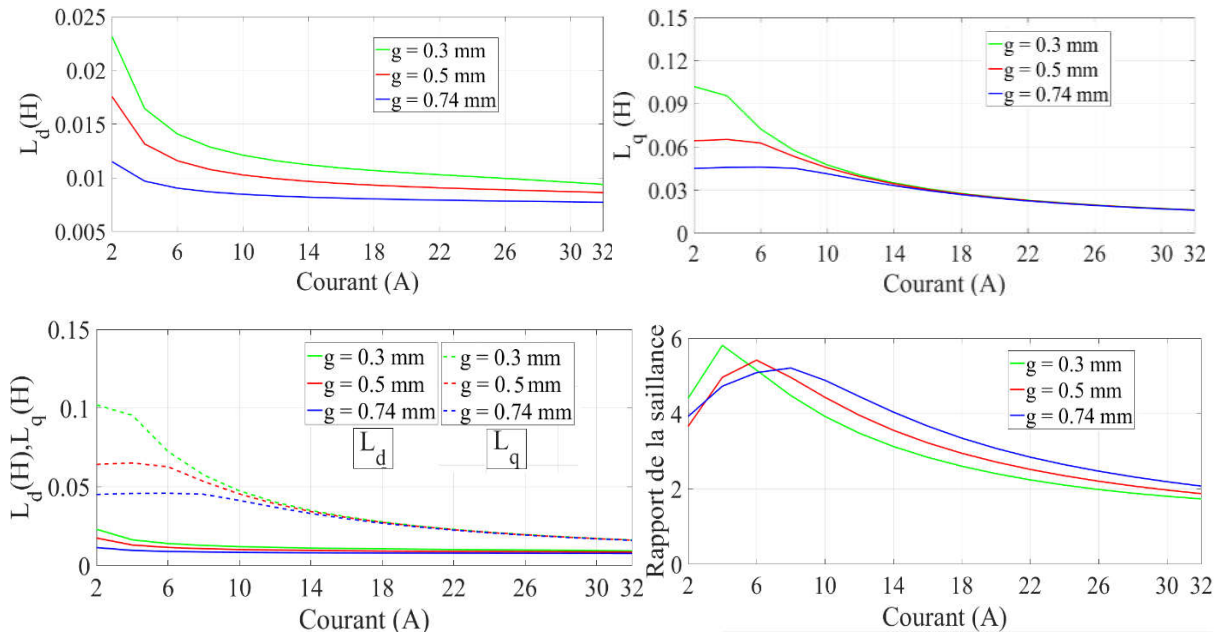 0.025
0.02
0.015
0.01
0.005
L_d(H)
g = 0.3 mm
g = 0.5 mm
g = 0.74 mm
2 6 10 14 18 22 26 30 32
Courant (A)
0.15
0.12
0.09
0.06
0.03
0
L_q (H)
g = 0.3 mm
g = 0.5 mm
g = 0.74 mm
2 6 10 14 18 22 26 30 32
Courant (A)
0.15
0.1
0.05
0
L_d(H),L_q(H)
g = 0.3 mm g = 0.3 mm
g = 0.5 mm g = 0.5 mm
g = 0.74 mm g = 0.74 mm
L_d L_q
2 6 10 14 18 22 26 30 32
Courant (A)
6
4
2
0
Rapport de la saillance
g = 0.3 mm
g = 0.5 mm
g = 0.74 mm
2 6 10 14 18 22 26 30 32
Courant (A)